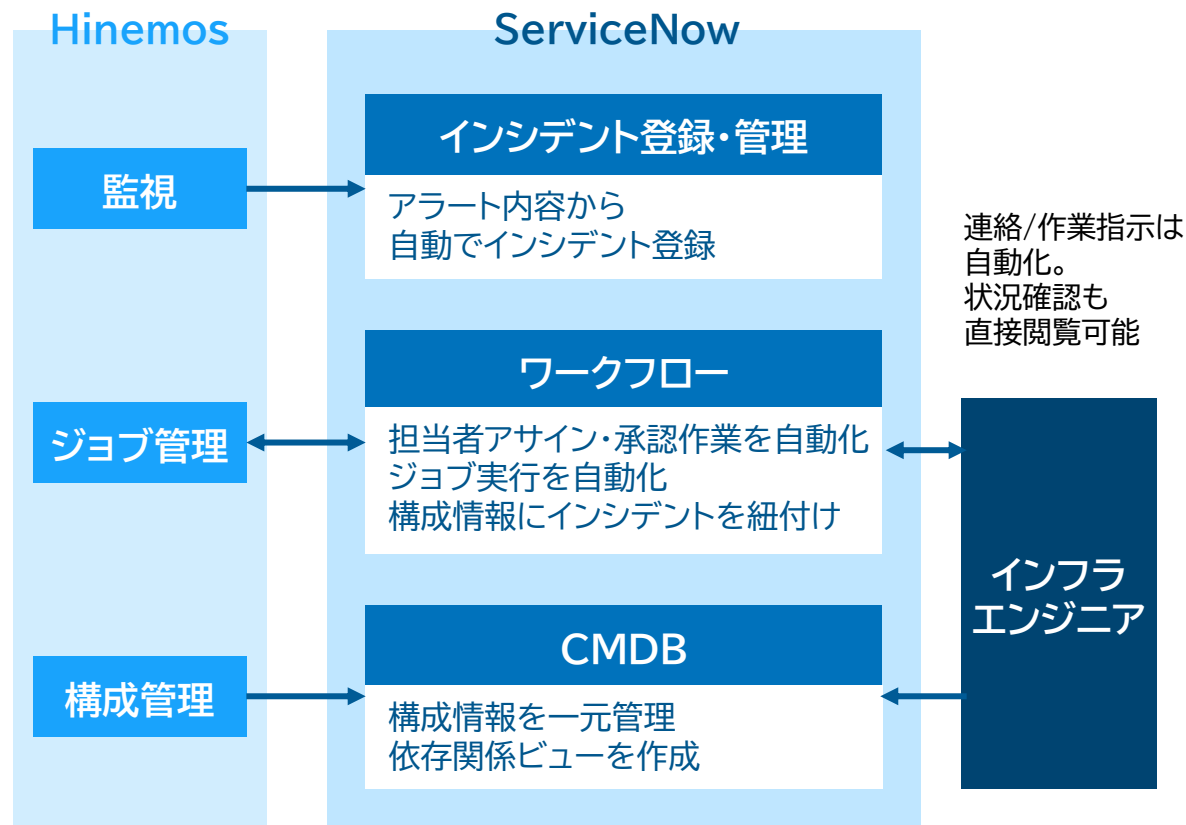 Hinemos
ServiceNow
監視
インシデント登録・管理
アラート内容から
自動でインシデント登録
連絡/作業指示は
自動化。
状況確認も
直接閲覧可能
ジョブ管理
ワークフロー
担当者アサイン・承認作業を自動化
ジョブ実行を自動化
構成情報にインシデントを紐付け
インフラ
エンジニア
構成管理
CMDB
構成情報を一元管理
依存関係ビューを作成